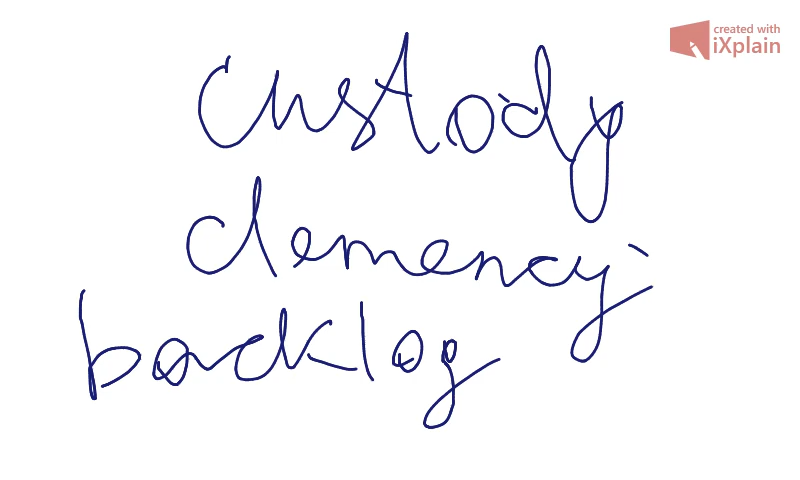 created with
iXplain
custody
clemency
backlog